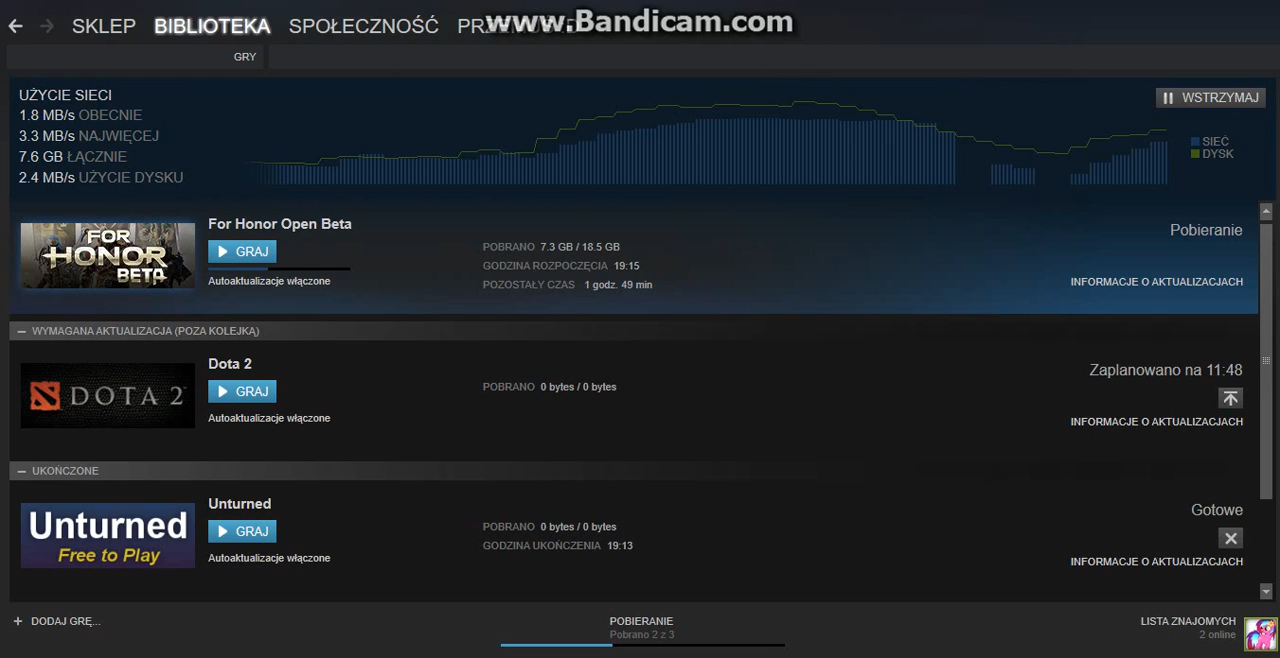 SKLEP BIBLIOTEKA SPOŁECZNOŚĆ
www.Bandicam.com
GRY
UŻYCIE SIECI
1.8 MB/s OBECNIE
3.3 MB/s NAJWIĘCEJ
7.6 GB ŁĄCZNIE
2.4 MB/s UŻYCIE DYSKU
WSTRZYMAJ
SIEĆ
DYSK
FOR HONOR BETA
For Honor Open Beta
GRAJ
Autoaktualizacje włączone
POBRANO 7.3 GB / 18.5 GB
GODZINA ROZPOCZĘCIA 19:15
POZOSTAŁY CZAS 1 godz. 49 min
Pobieranie
INFORMACJE O AKTUALIZACJACH
WYMAGANA AKTUALIZACJA (POZA KOLEJKĄ)
DOTA 2
Dota 2
GRAJ
Autoaktualizacje włączone
POBRANO 0 bytes / 0 bytes
Zaplanowano na 11:48
INFORMACJE O AKTUALIZACJACH
UKOŃCZONE
Unturned
Free to Play
Unturned
GRAJ
Autoaktualizacje włączone
POBRANO 0 bytes / 0 bytes
GODZINA UKOŃCZENIA 19:13
Gotowe
INFORMACJE O AKTUALIZACJACH
+ DODAJ GRĘ...
POBIERANIE
Pobrano 2 z 3
LISTA ZNAJOMYCH
2 online